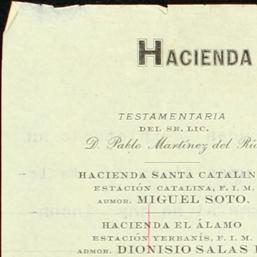 HACIENDA
TESTAMENTARIA
DEL SR. LIC.
D. Pablo Martínez del Río
HACIENDA SANTA CATALIN
ESTACIÓN CATALINA, F. I. M.
ADMOR. MIGUEL SOTO,
HACIENDA EL ÁLAMO
ESTACIÓN YERBANÍS, F. I. M.
ADMOR. DIONISIO SALAS